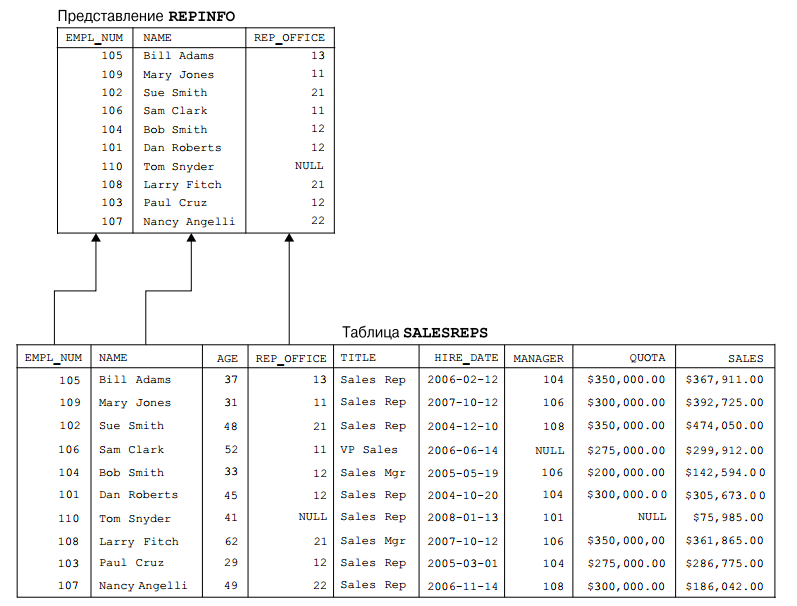 Представление REPINFO
EMPL_NUM NAME REP_OFFICE
105 Bill Adams 13
109 Mary Jones 11
102 Sue Smith 21
106 Sam Clark 11
104 Bob Smith 12
101 Dan Roberts 12
110 Tom Snyder NULL
108 Larry Fitch 21
103 Paul Cruz 12
107 Nancy Angelli 22
Таблица SALESREPS
EMPL_NUM NAME AGE REP_OFFICE TITLE HIRE_DATE MANAGER QUOTA SALES
105 Bill Adams 37 13 Sales Rep 2006-02-12 104 $350,000.00 $367,911.00
109 Mary Jones 31 11 Sales Rep 2007-10-12 106 $300,000.00 $392,725.00
102 Sue Smith 48 21 Sales Rep 2004-12-10 108 $350,000.00 $474,050.00
106 Sam Clark 52 11 VP Sales 2006-06-14 NULL $275,000.00 $299,912.00
104 Bob Smith 33 12 Sales Mgr 2005-05-19 106 $200,000.00 $142,594.00
101 Dan Roberts 45 12 Sales Rep 2004-10-20 104 $300,000.00 $305,673.00
110 Tom Snyder 41 NULL Sales Rep 2008-01-13 101 NULL $75,985.00
108 Larry Fitch 62 21 Sales Mgr 2007-10-12 106 $350,000,00 $361,865.00
103 Paul Cruz 29 12 Sales Rep 2005-03-01 104 $275,000.00 $286,775.00
107 Nancy Angelli 49 22 Sales Rep 2006-11-14 108 $300,000.00 $186,042.00